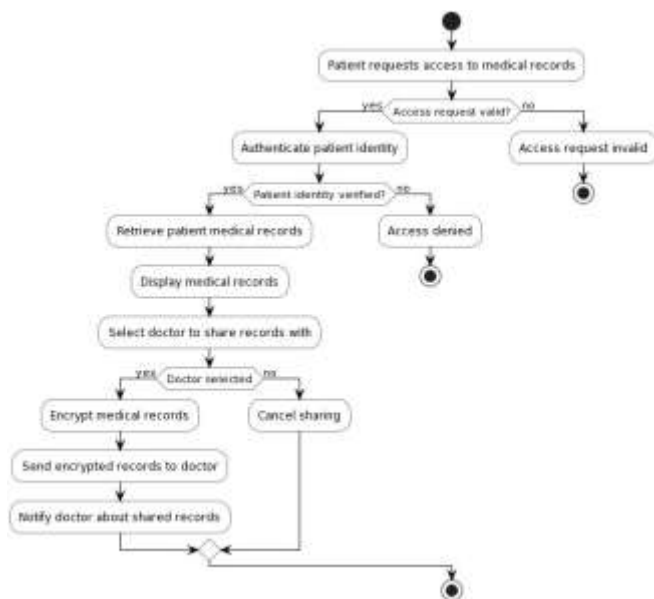 Patient requests access to medical records
yes
Access request valid?
no
Authenticate patient identity
Access request invalid
yes
Patient identity verified?
no
Retrieve patient medical records
Access denied
Display medical records
Select doctor to share records with
yes
Doctor selected
no
Encrypt medical records
Cancel sharing
Send encrypted records to doctor
Notify doctor about shared records